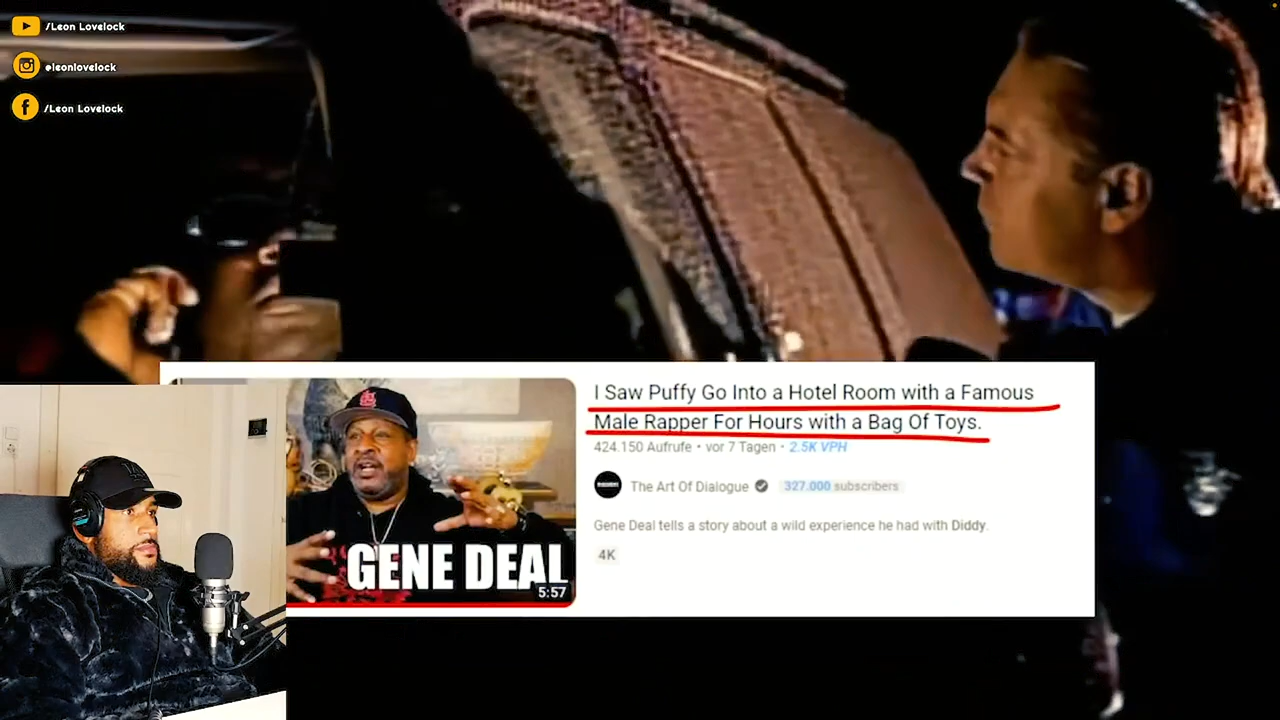 /Leon Lovelock
@leonlovelock
/Leon Lovelock
I Saw Puffy Go Into a Hotel Room with a Famous
Male Rapper For Hours with a Bag Of Toys.
424.150 Aufrufe • vor 7 Tagen • 2.5K VPH
The Art Of Dialogue
327.000 subscribers
Gene Deal tells a story about a wild experience he had with Diddy.
4K
GENE DEAL
5:57